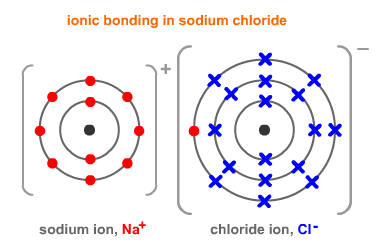 ionic bonding in sodium chloride
+
−
sodium ion, Na⁺
chloride ion, Cl⁻